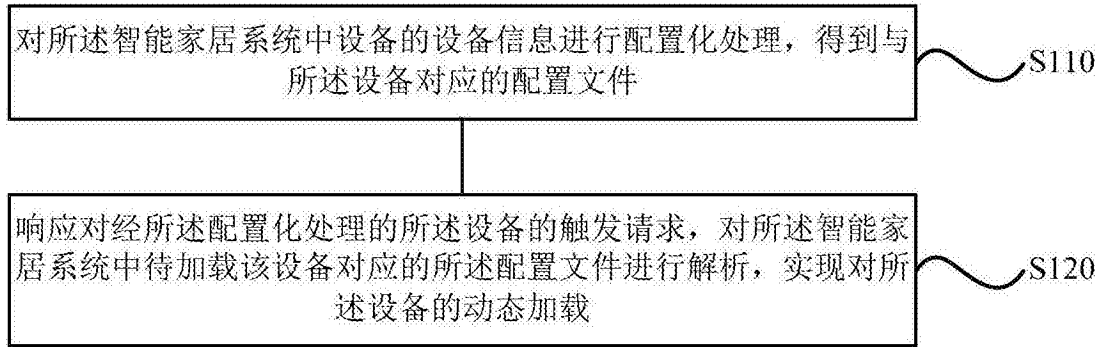 对所述智能家居系统中设备的设备信息进行配置化处理，得到与
所述设备对应的配置文件
S110
响应对经所述配置化处理的所述设备的触发请求，对所述智能家
居系统中待加载该设备对应的所述配置文件进行解析，实现对所
述设备的动态加载
S120